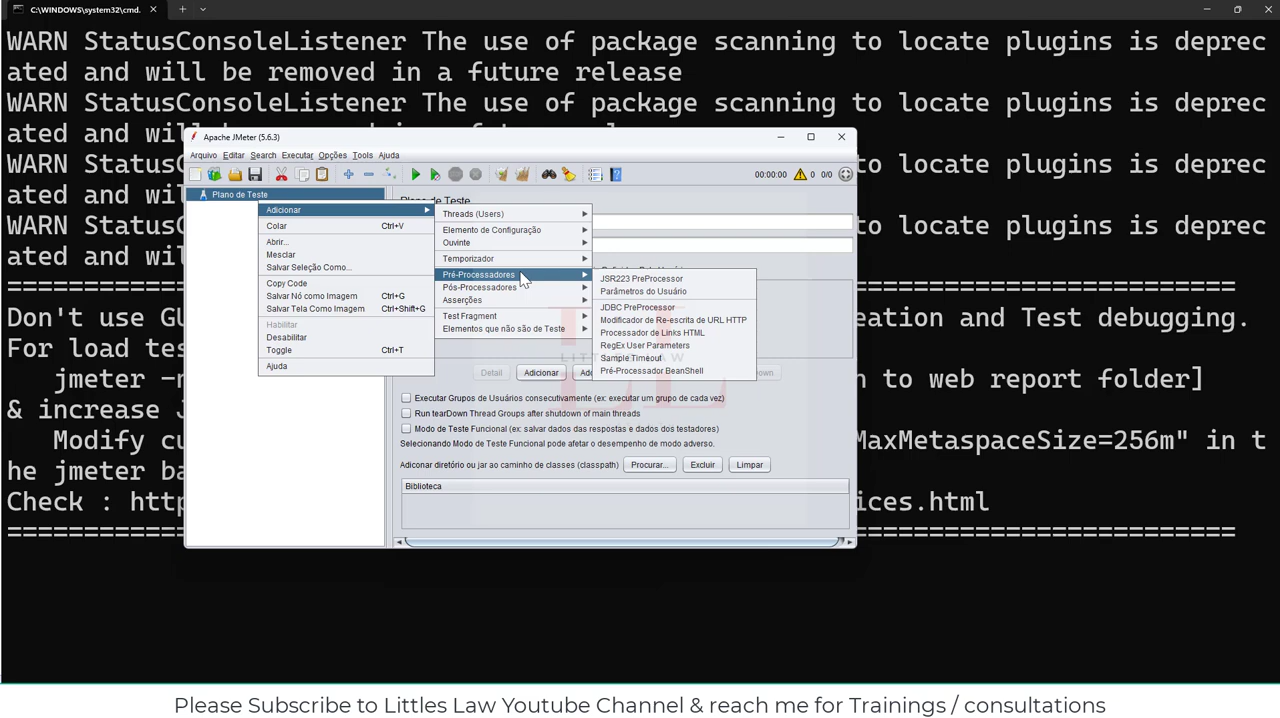 C:\WINDOWS\system32\cmd.
WARN StatusConsoleListener The use of package scanning to locate plugins is deprec
ated and will be removed in a future release
WARN StatusConsoleListener The use of package scanning to locate plugins is deprec
ated and will be
WARN StatusConsoleListener
to locate plugins is deprec
ated and wil
WARN Stat
to locate plugins is deprec
ated and wil
Don't use GU
eation and Test debugging.
For load tes
jmeter -n
h to web report folder]
& increase J
Modify cu
MaxMetaspaceSize=256m" in t
he jmeter ba
Check : http
ices.html
Apache JMeter (5.6.3)
Arquivo Editar Search Executar Opções Tools Ajuda
00:00:00 0 0/0
Plano de Teste
Plano de Teste
Adicionar
Colar Ctrl+V
Abrir...
Mesclar
Salvar Seleção Como...
Copy Code
Salvar Nó como Imagem Ctrl+G
Salvar Tela Como Imagem Ctrl+Shift+G
Habilitar
Desabilitar
Toggle Ctrl+T
Ajuda
Threads (Users)
Elemento de Configuração
Ouvinte
Temporizador
Pré-Processadores
Pós-Processadores
Asserções
Test Fragment
Elementos que não são de Teste
JSR223 PreProcessor
Parâmetros do Usuário
JDBC PreProcessor
Modificador de Re-escrita de URL HTTP
Processador de Links HTML
RegEx User Parameters
Sample Timeout
Pré-Processador BeanShell
Detail Adicionar Add own
Executar Grupos de Usuários consecutivamente (ex: executar um grupo de cada vez)
Run tearDown Thread Groups after shutdown of main threads
Modo de Teste Funcional (ex: salvar dados das respostas e dados dos testadores)
Selecionando Modo de Teste Funcional pode afetar o desempenho de modo adverso.
Adicionar diretório ou jar ao caminho de classes (classpath) Procurar... Excluir Limpar
Biblioteca
Please Subscribe to Littles Law Youtube Channel & reach me for Trainings / consultations